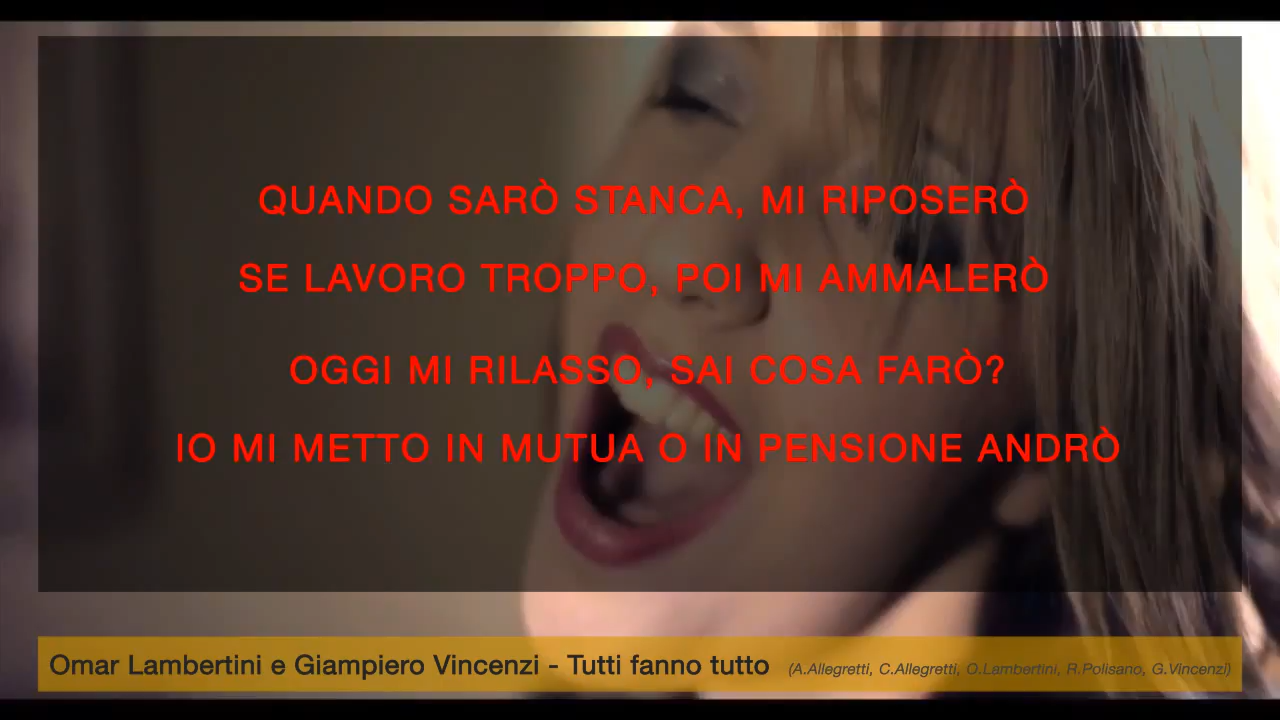 QUANDO SARÒ STANCA, MI RIPOSERÒ
SE LAVORO TROPPO, POI MI AMMALERÒ
OGGI MI RILASSO, SAI COSA FARÒ?
IO MI METTO IN MUTUA O IN PENSIONE ANDRÒ
Omar Lambertini e Giampiero Vincenzi - Tutti fanno tutto (A.Allegretti, C.Allegretti, O.Lambertini, R.Polisano, G.Vincenzi)